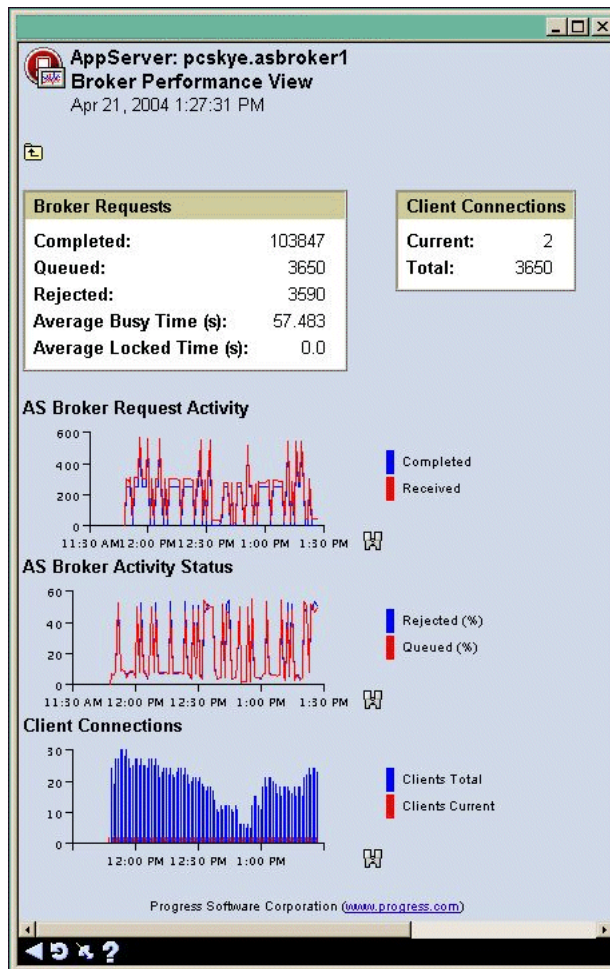 AppServer: pcskye.asbroker1
Broker Performance View
Apr 21, 2004 1:27:31 PM
Broker Requests
Completed: 103847
Queued: 3650
Rejected: 3590
Average Busy Time (s): 57.483
Average Locked Time (s): 0.0
Client Connections
Current: 2
Total: 3650
AS Broker Request Activity
600
400
200
0
11:30 AM 12:00 PM 12:30 PM 1:00 PM 1:30 PM
Completed
Received
AS Broker Activity Status
60
40
20
0
11:30 AM 12:00 PM 12:30 PM 1:00 PM 1:30 PM
Rejected (%)
Queued (%)
Client Connections
30
20
10
0
12:00 PM 12:30 PM 1:00 PM
Clients Total
Clients Current
Progress Software Corporation (www.progress.com)